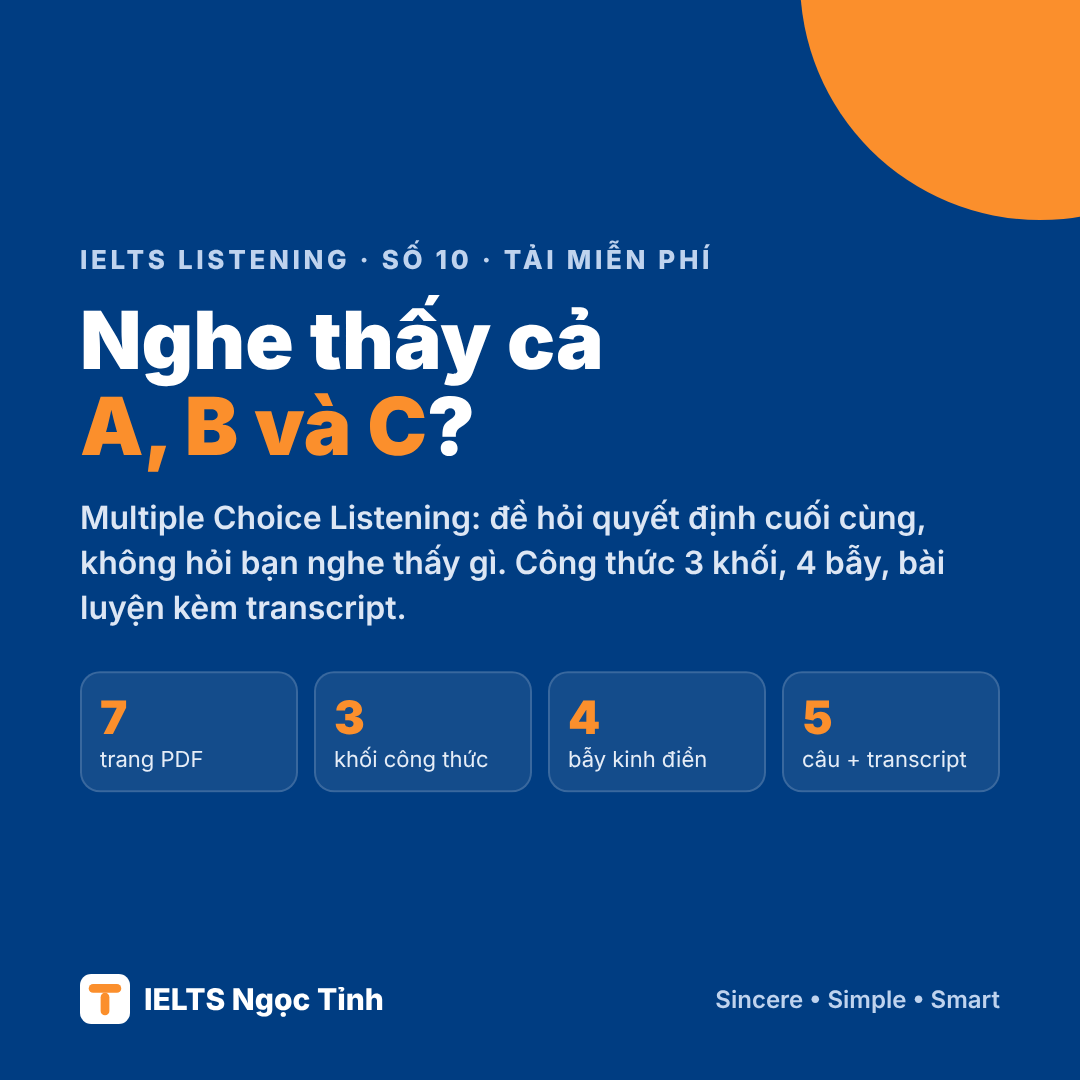 IELTS LISTENING · SỐ 10 · TẢI MIỄN PHÍ
Nghe thấy cả
A, B và C?
Multiple Choice Listening: đề hỏi quyết định cuối cùng,
không hỏi bạn nghe thấy gì. Công thức 3 khối, 4 bẫy, bài
luyện kèm transcript.
7
trang PDF
3
khối công thức
4
bẫy kinh điển
5
câu + transcript
IELTS Ngọc Tỉnh
Sincere • Simple • Smart